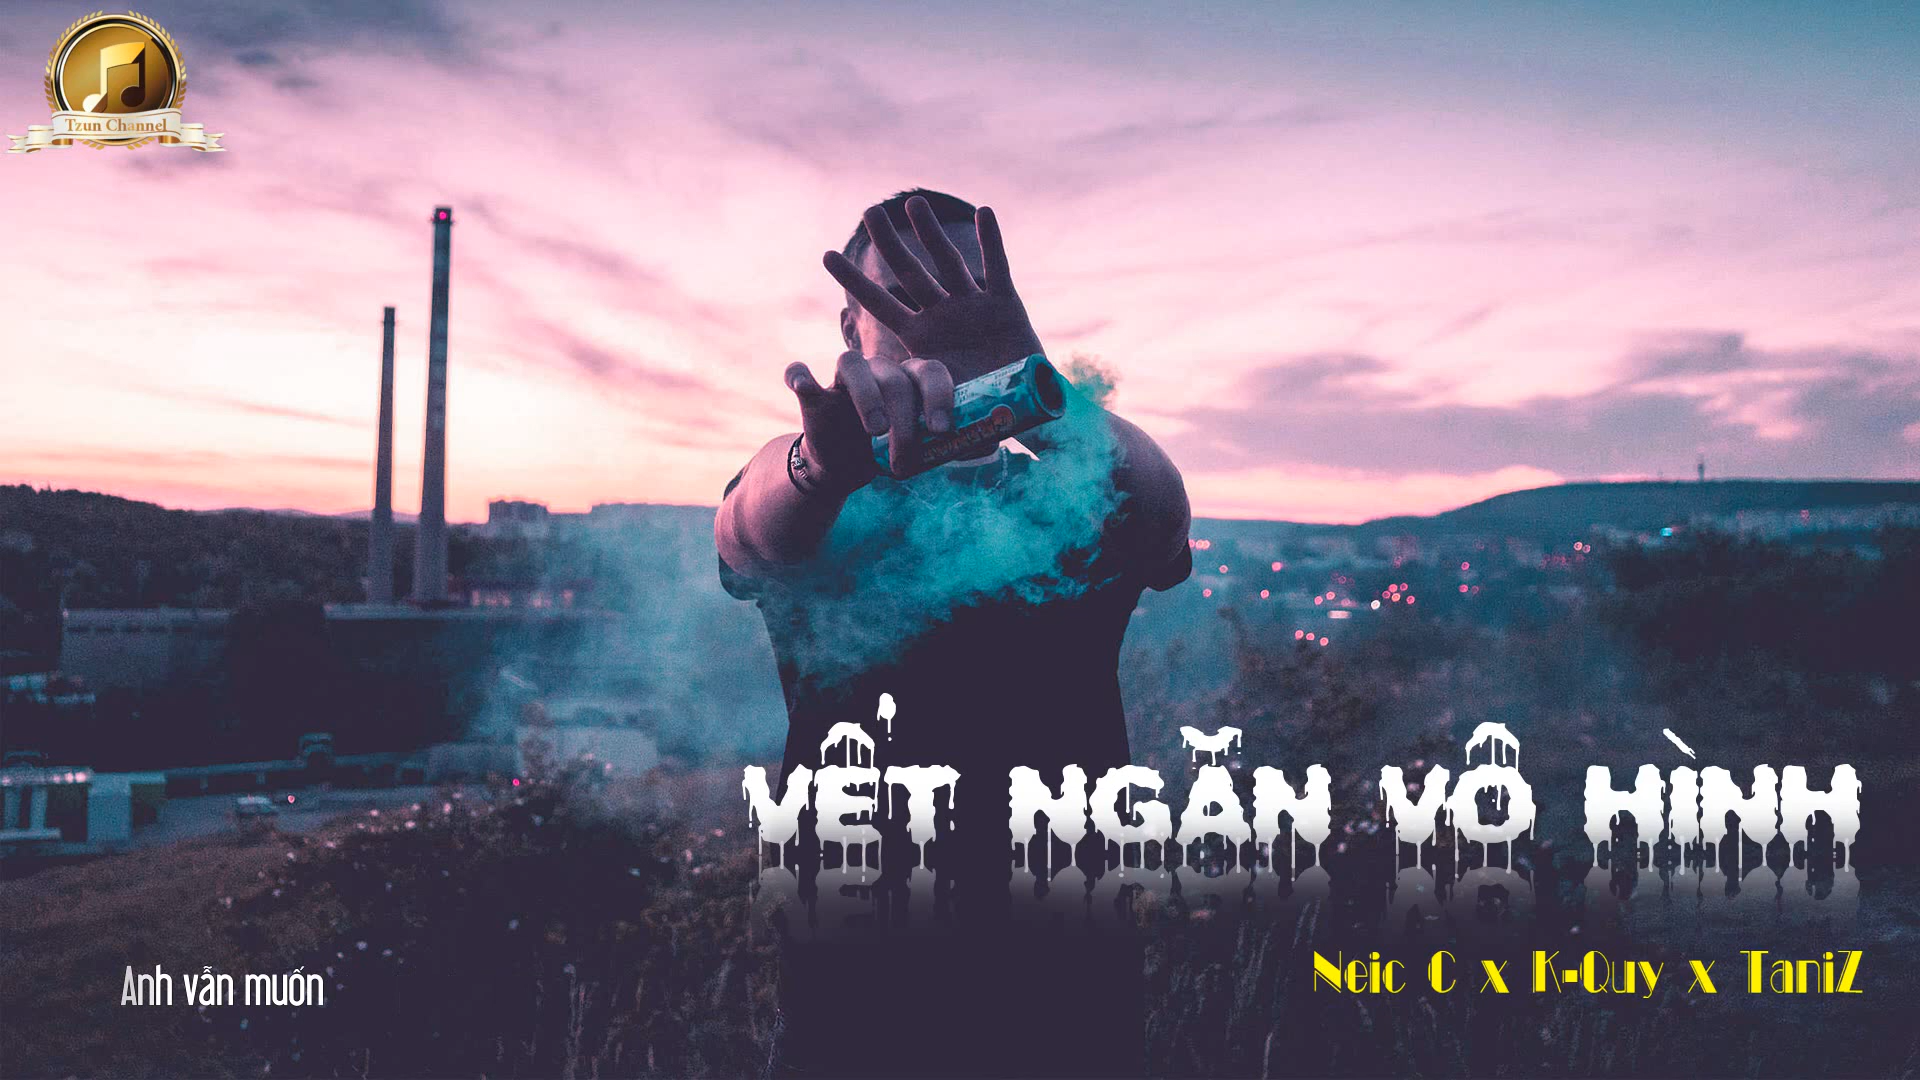 Tzun Channel
VẾT NGĂN VÔ HÌNH
Neic C x K-Quy x TaniZ
Anh vẫn muốn